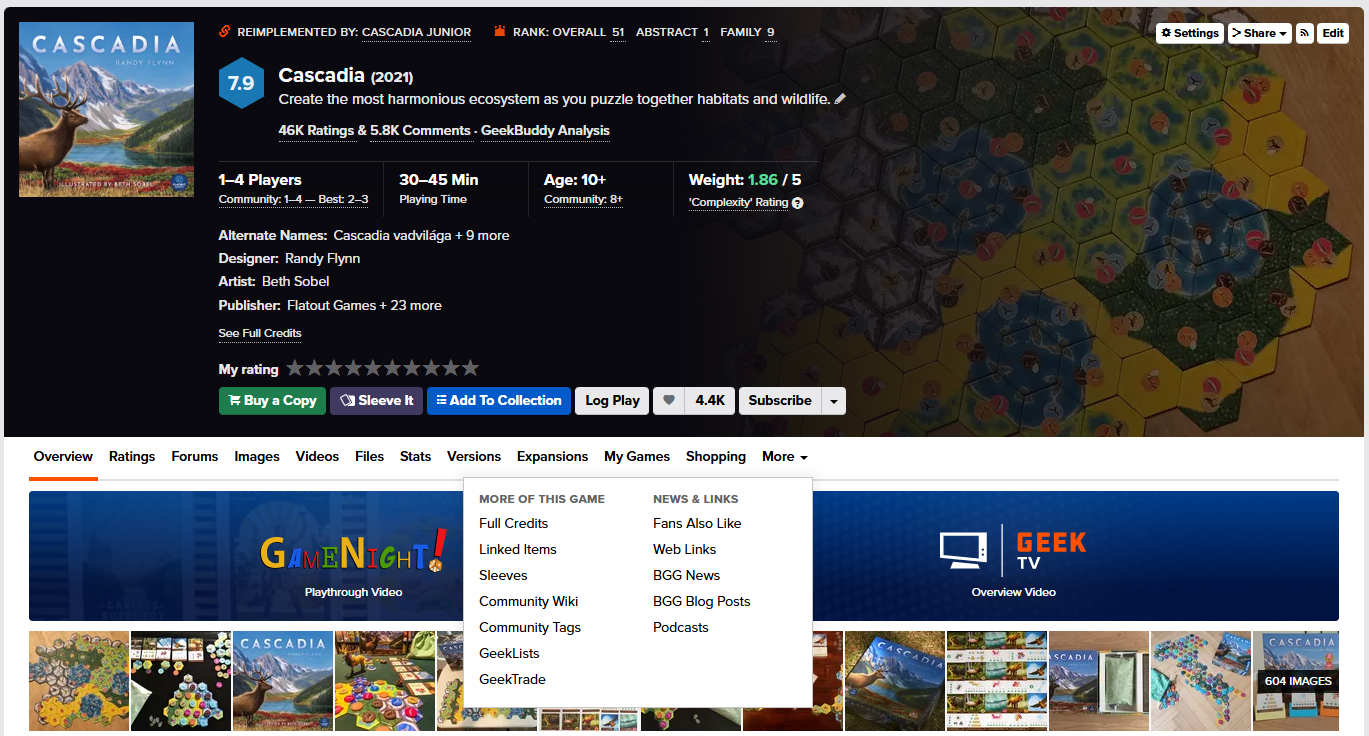 CASCADIA
RANDY FLYNN
ILLUSTRATED BY BETH SOBEL
REIMPLEMENTED BY: CASCADIA JUNIOR
RANK: OVERALL 51 ABSTRACT 1 FAMILY 9
Settings
Share
Edit
7.9
Cascadia (2021)
Create the most harmonious ecosystem as you puzzle together habitats and wildlife.
46K Ratings & 5.8K Comments · GeekBuddy Analysis
1–4 Players
Community: 1–4 — Best: 2–3
30–45 Min
Playing Time
Age: 10+
Community: 8+
Weight: 1.86 / 5
'Complexity' Rating ?
Alternate Names: Cascadia vadvilága + 9 more
Designer: Randy Flynn
Artist: Beth Sobel
Publisher: Flatout Games + 23 more
See Full Credits
My rating
Buy a Copy
Sleeve It
Add To Collection
Log Play
4.4K
Subscribe
Overview Ratings Forums Images Videos Files Stats Versions Expansions My Games Shopping More
MORE OF THIS GAME
Full Credits
Linked Items
Sleeves
Community Wiki
Community Tags
GeekLists
GeekTrade
NEWS & LINKS
Fans Also Like
Web Links
BGG News
BGG Blog Posts
Podcasts
GAMENIGHT!
Playthrough Video
GEEK
TV
Overview Video
CASCADIA
CASCADIA
CASCADIA
CASCADIA
604 IMAGES